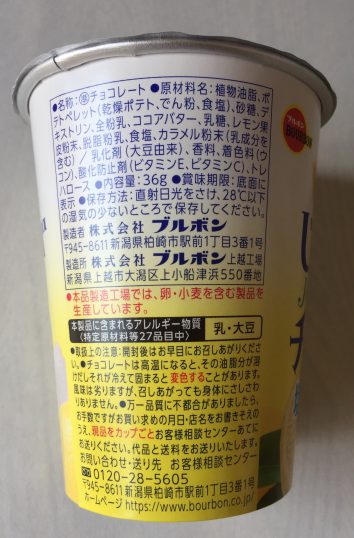 ●名称:準チョコレート●原材料名:植物油脂、ポ
テトペレット(乾燥ポテト、でん粉、食塩)、砂糖、デ
キストリン、全粉乳、ココアバター、乳糖、レモン果
皮粉末、脱脂粉乳、食塩、カラメル粉末(乳成分を
含む) / 乳化剤(大豆由来)、香料、着色料(ウ
コン)、酸化防止剤(ビタミンE、ビタミンC)、トレ
ハロース●内容量:36g●賞味期限:底面に
表示●保存方法:直射日光をさけ、28℃以下
の湿気の少ないところで保存してください。
製造者 株式会社ブルボン
〒945-8611 新潟県柏崎市駅前1丁目3番1号
製造所 株式会社ブルボン 上越工場
新潟県上越市大潟区上小船津浜550番地
●本品製造工場では、卵・小麦を含む製品を
生産しています。
本製品に含まれるアレルギー物質
(特定原材料等27品目中)
乳・大豆
●取扱上の注意:開封後はお早目にお召しあがりくださ
い。●チョコレートは高温になると、その油脂分が溶
けだしそれが冷えて固まると変色することがあります。
風味は劣りますが、召しあがっても身体にさしさわ
りありません。●万一品質に不都合がありましたら、
お手数ですがお買い求めの月日・店名をお書きそえの
うえ、現品をカップごとお客様相談センターあてに
お送りください。代品と送料をお送りいたします。
お問い合わせ・送り先 お客様相談センター
0120-28-5605
〒945-8611 新潟県柏崎市駅前1丁目3番1号
ホームページ https://www.bourbon.co.jp
ブルボン
BOURBON